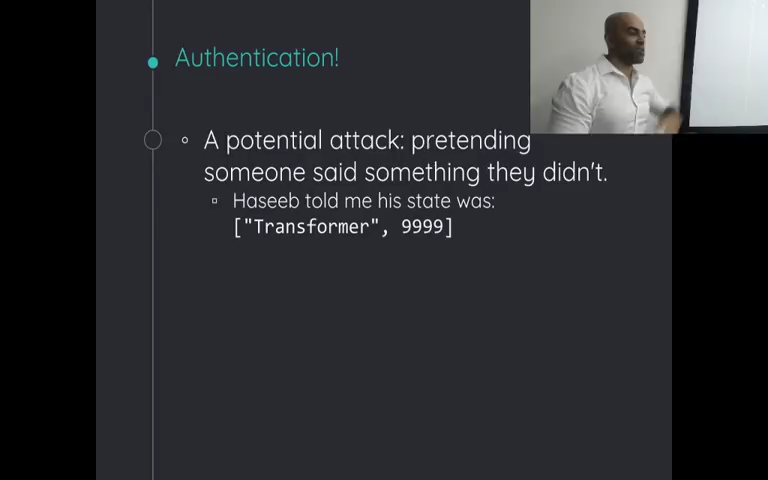 Authentication!
A potential attack: pretending
someone said something they didn't.
Haseeb told me his state was:
["Transformer", 9999]